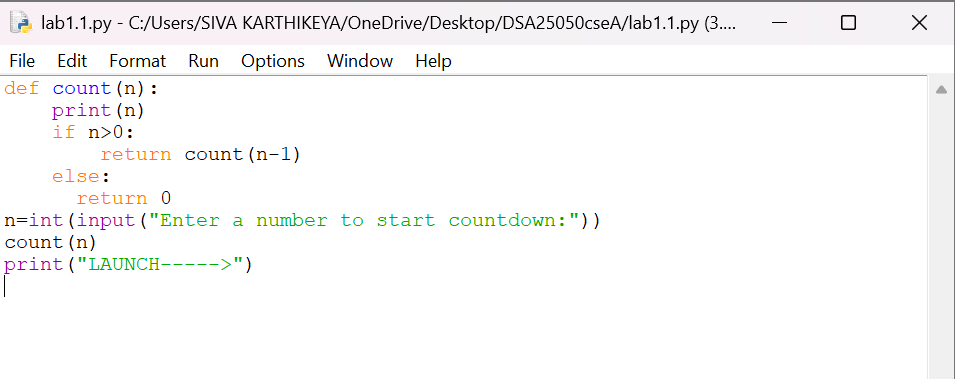 lab1.1.py - C:/Users/SIVA KARTHIKEYA/OneDrive/Desktop/DSA25050cseA/lab1.1.py (3....
File Edit Format Run Options Window Help
def count(n):
    print(n)
    if n>0:
        return count(n-1)
    else:
      return 0
n=int(input("Enter a number to start countdown:"))
count(n)
print("LAUNCH----->")